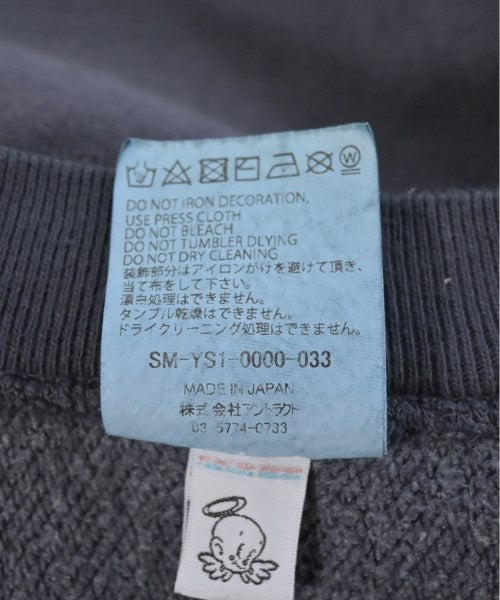 DO NOT IRON DECORATION,
USE PRESS CLOTH
DO NOT BLEACH
DO NOT TUMBLER DLYING
DO NOT DRY CLEANING
装飾部分はアイロンがけを避けて頂き、
当て布をして下さい。
漂白処理はできません。
タンブル乾燥はできません。
ドライクリーニング処理はできません。
SM-YS1-0000-033
MADE IN JAPAN
株式会社アントラクト
03-5774-0733